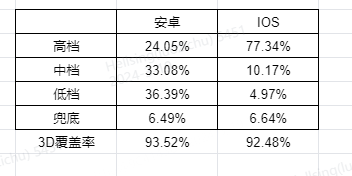 安卓 IOS
高档 24.05% 77.34%
中档 33.08% 10.17%
低档 36.39% 4.97%
兜底 6.49% 6.64%
3D覆盖率 93.52% 92.48%